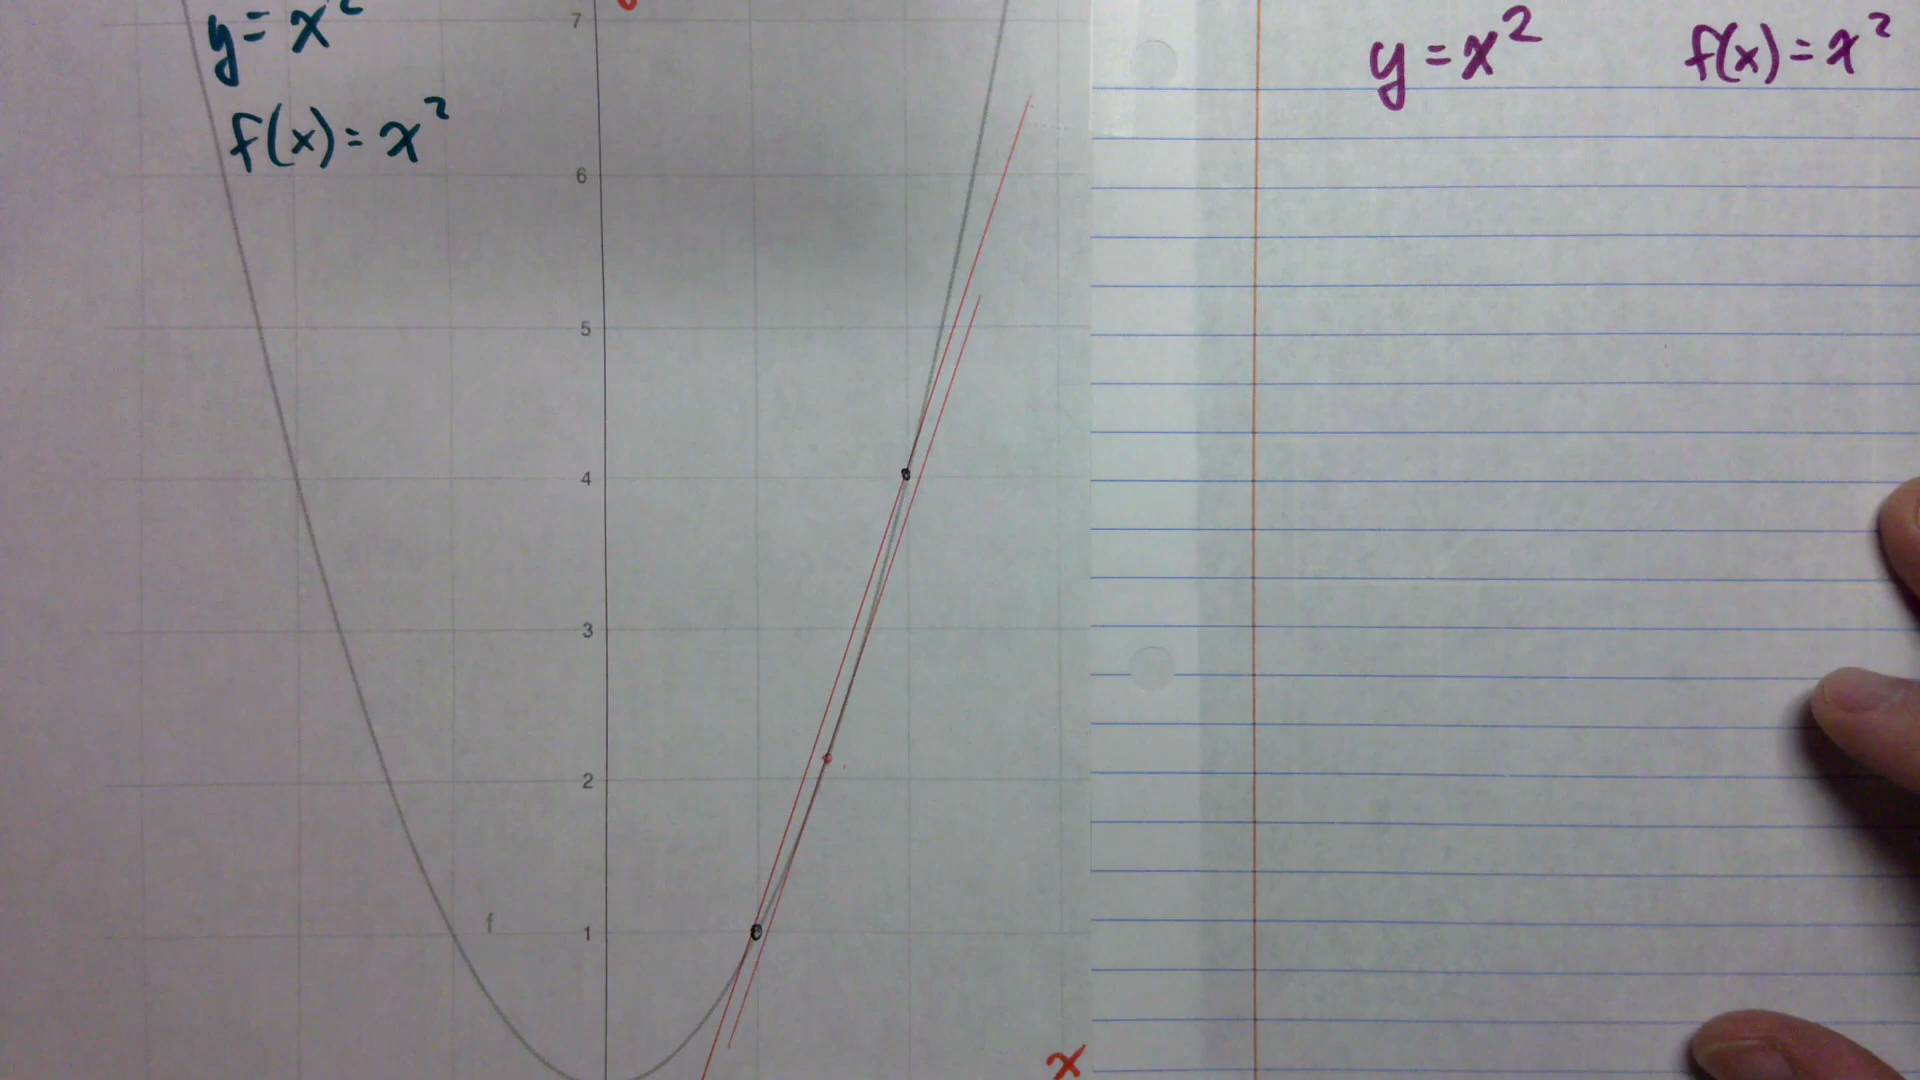 y = x²
f(x) = x²
7
6
5
4
3
2
1
f
x
y = x² f(x) = x²